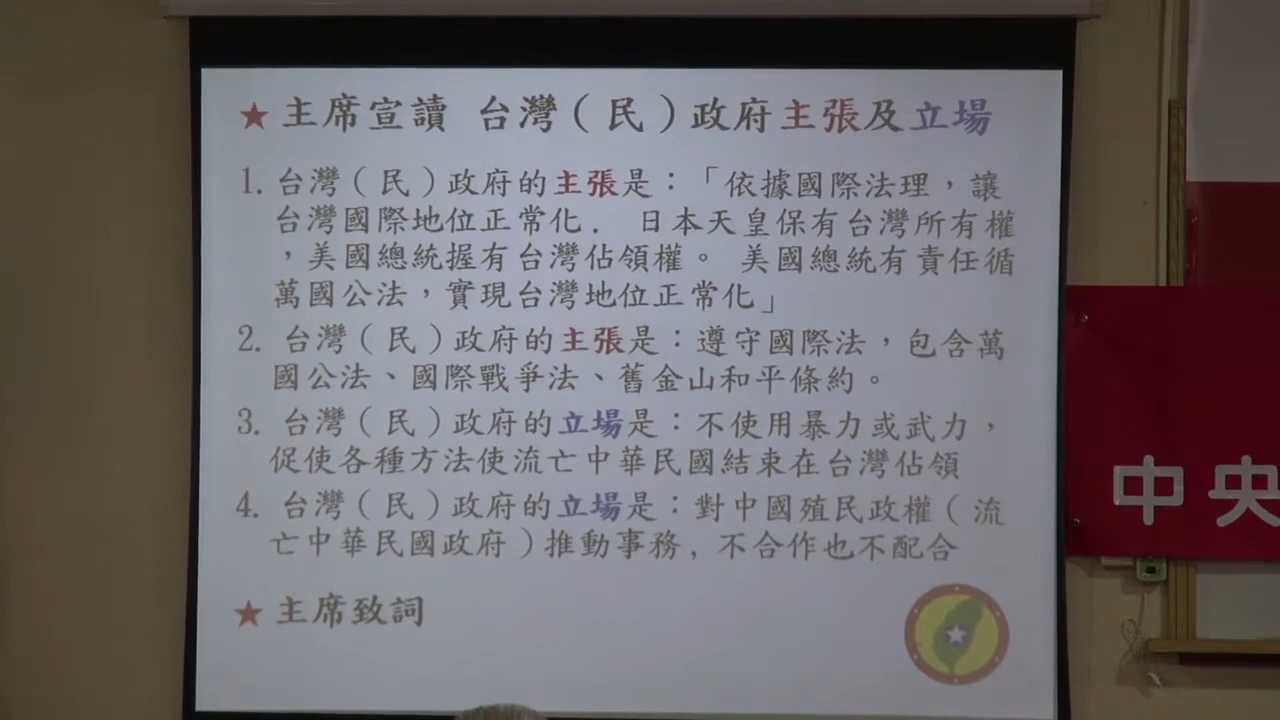 ★ 主席宣讀 台灣（民）政府主張及立場
1. 台灣（民）政府的主張是：「依據國際法理，讓
台灣國際地位正常化. 日本天皇保有台灣所有權
，美國總統握有台灣佔領權。 美國總統有責任循
萬國公法，實現台灣地位正常化」
2. 台灣（民）政府的主張是：遵守國際法，包含萬
國公法、國際戰爭法、舊金山和平條約。
3. 台灣（民）政府的立場是：不使用暴力或武力，
促使各種方法使流亡中華民國結束在台灣佔領
4. 台灣（民）政府的立場是：對中國殖民政權（流
亡中華民國政府）推動事務, 不合作也不配合
★ 主席致詞
中央